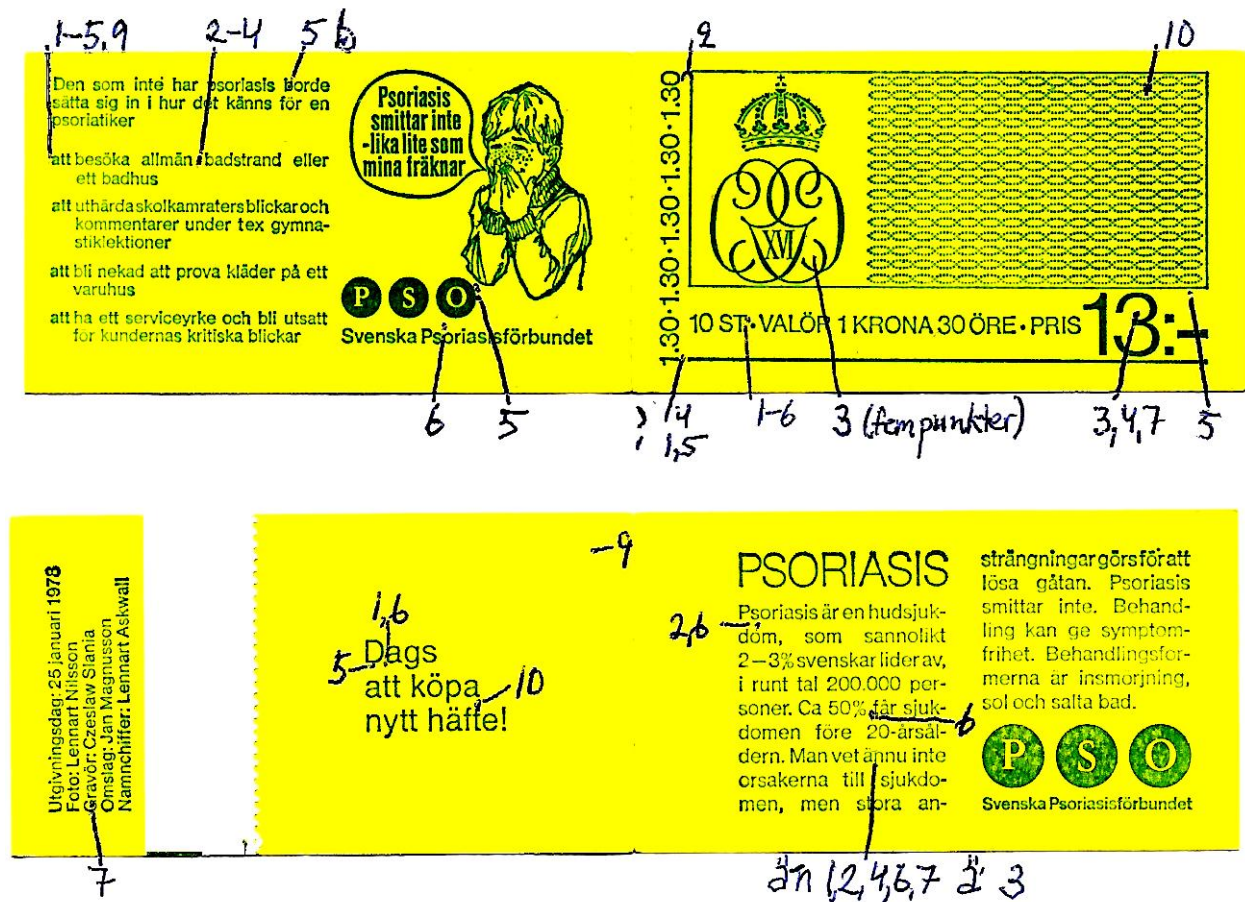 1-5,9 2-4 5 b
Den som inte har psoriasis borde
sätta sig in i hur det känns för en
psoriatiker
att besöka allmän badstrand eller
ett badhus
att uthärda skolkamraters blickar och
kommentarer under tex gymna-
stiklektioner
att bli nekad att prova kläder på ett
varuhus
att ha ett serviceyrke och bli utsatt
för kundernas kritiska blickar
Psoriasis
smittar inte
-lika lite som
mina fräknar
P S O
Svenska Psoriasisförbundet
6 5
2 10
1.30·1.30·1.30·1.30·1.30
XVI
10 ST·VALÖR 1 KRONA 30 ÖRE·PRIS 13:-
1-6 3 (fem punkter) 3,4,7 5
1,5
Utgivningsdag: 25 januari 1978
Foto: Lennart Nilsson
Gravör: Czeslaw Slania
Omslag: Jan Magnusson
Namnchiffer: Lennart Askwall
7
1,6
5 Dags
att köpa 10
nytt häfte!
-9
PSORIASIS
2,6 - Psoriasis är en hudsjuk-
dom, som sannolikt
2–3% svenskar lider av,
i runt tal 200.000 per-
soner. Ca 50% får sjuk- 6
domen före 20-årsål-
dern. Man vet ännu inte
orsakerna till sjukdo-
men, men stora an-
strängningar görs för att
lösa gåtan. Psoriasis
smittar inte. Behand-
ling kan ge symptom-
frihet. Behandlingsfor-
merna är insmörjning,
sol och salta bad.
P S O
Svenska Psoriasisförbundet
än 1,2,4,6,7 ä 3